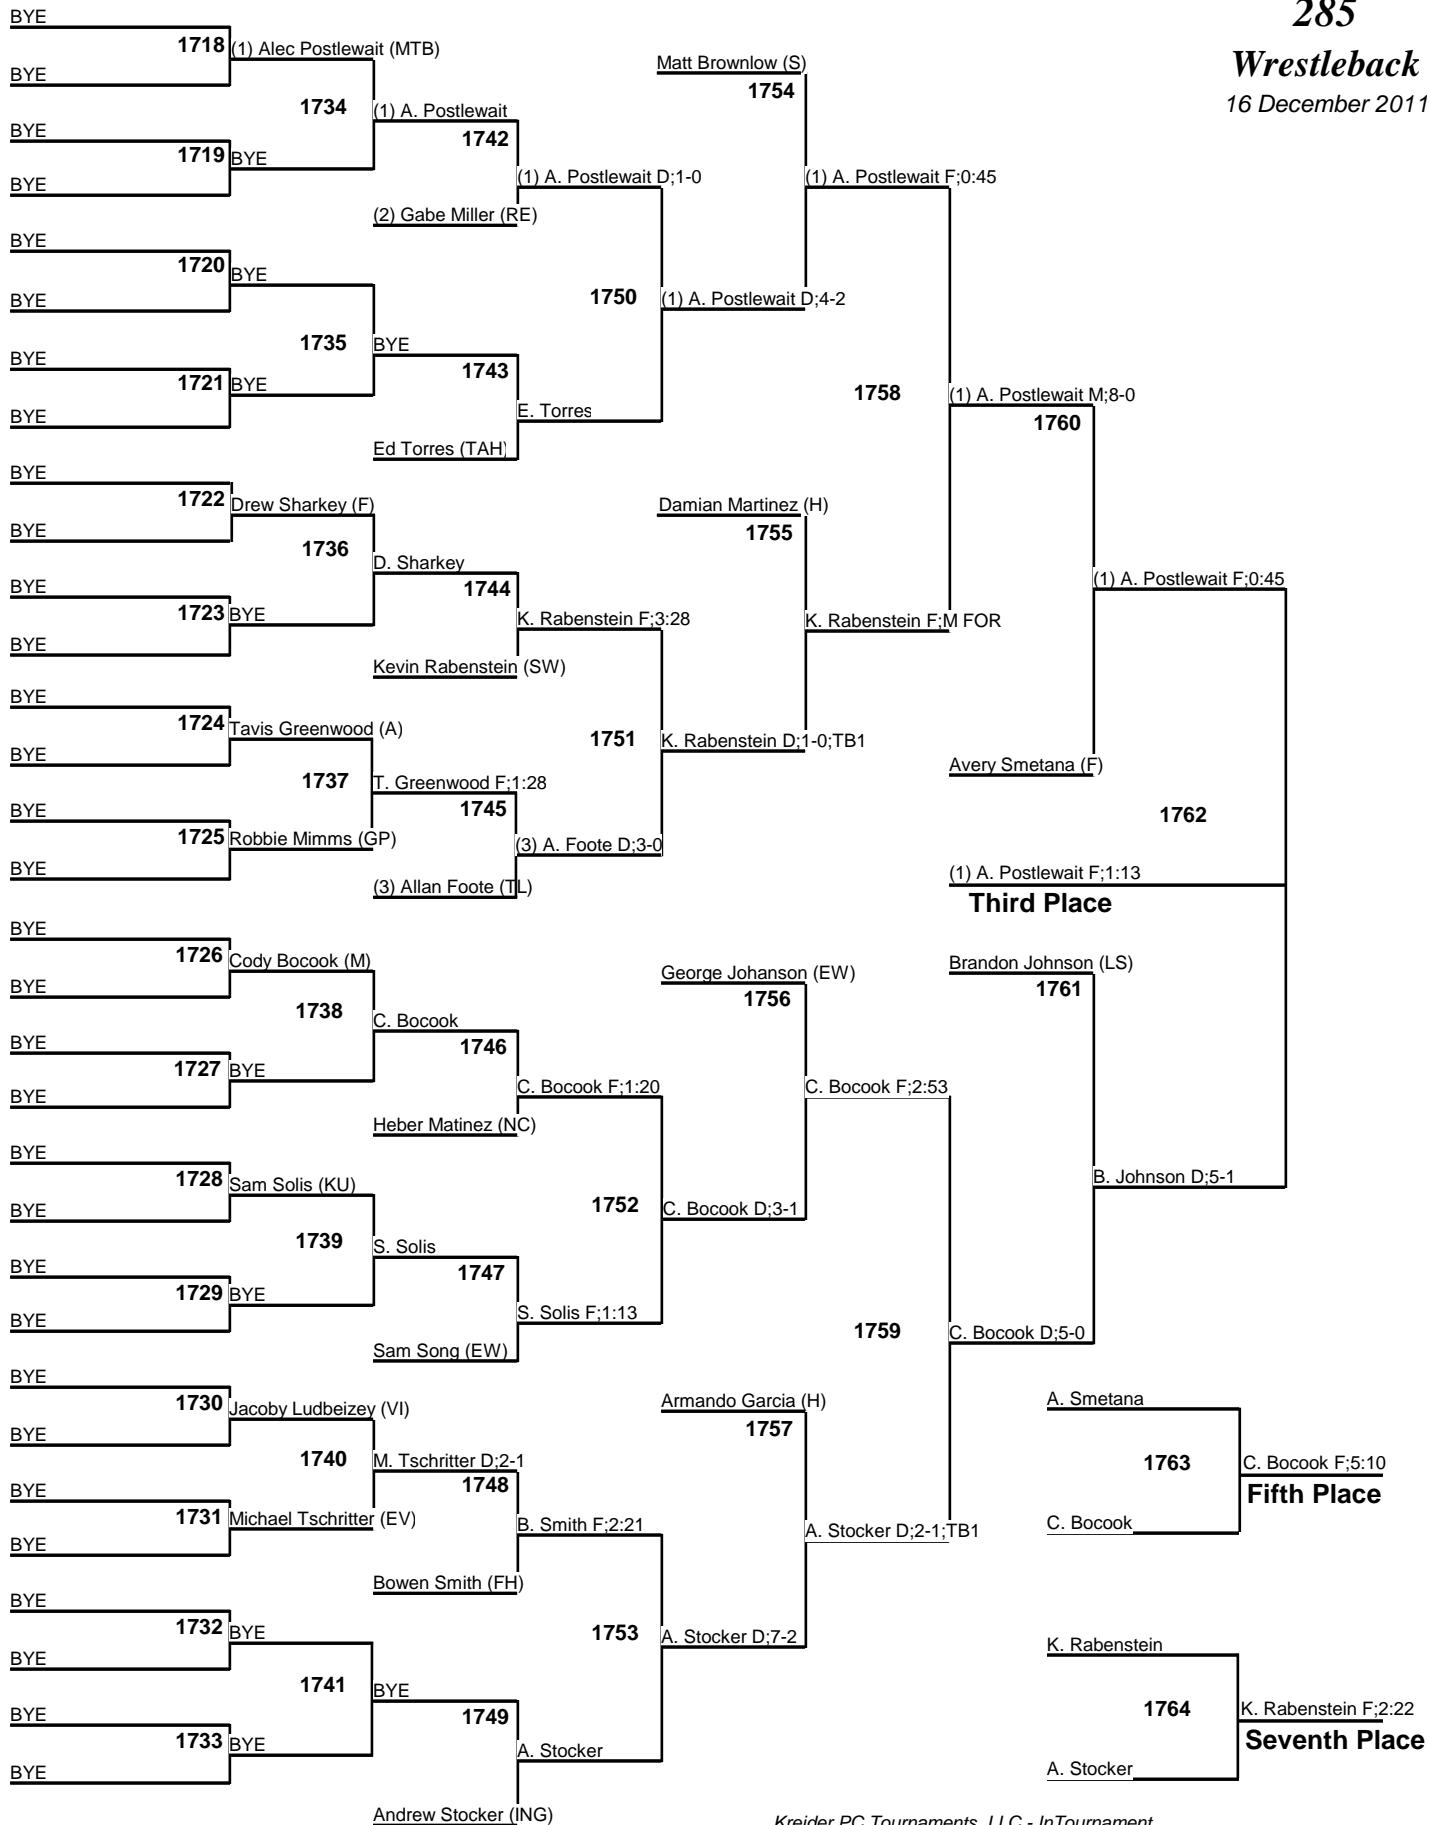 285
Wrestleback
16 December 2011
BYE
1718
(1) Alec Postlewait (MTB)
BYE
1734
(1) A. Postlewait
BYE
1719
BYE
BYE
1742
(1) A. Postlewait D;1-0
(2) Gabe Miller (RE)
BYE
1720
BYE
BYE
1735
BYE
BYE
1721
BYE
BYE
1743
E. Torres
Ed Torres (TAH)
1750
(1) A. Postlewait D;4-2
Matt Brownlow (S)
1754
(1) A. Postlewait F;0:45
BYE
1722
Drew Sharkey (F)
BYE
1736
D. Sharkey
BYE
1723
BYE
BYE
1744
K. Rabenstein F;3:28
Kevin Rabenstein (SW)
BYE
1724
Tavis Greenwood (A)
BYE
1737
T. Greenwood F;1:28
BYE
1725
Robbie Mimms (GP)
BYE
1745
(3) A. Foote D;3-0
(3) Allan Foote (TL)
1751
K. Rabenstein D;1-0;TB1
Damian Martinez (H)
1755
K. Rabenstein F;M FOR
1758
(1) A. Postlewait M;8-0
1760
(1) A. Postlewait F;0:45
Avery Smetana (F)
1762
(1) A. Postlewait F;1:13
Third Place
BYE
1726
Cody Bocook (M)
BYE
1738
C. Bocook
BYE
1727
BYE
BYE
1746
C. Bocook F;1:20
Heber Matinez (NC)
BYE
1728
Sam Solis (KU)
BYE
1739
S. Solis
BYE
1729
BYE
BYE
1747
S. Solis F;1:13
Sam Song (EW)
1752
C. Bocook D;3-1
George Johanson (EW)
1756
C. Bocook F;2:53
Brandon Johnson (LS)
1761
B. Johnson D;5-1
BYE
1730
Jacoby Ludbeizey (VI)
BYE
1740
M. Tschritter D;2-1
BYE
1731
Michael Tschritter (EV)
BYE
1748
B. Smith F;2:21
Bowen Smith (FH)
BYE
1732
BYE
BYE
1741
BYE
BYE
1733
BYE
BYE
1749
A. Stocker
Andrew Stocker (ING)
1753
A. Stocker D;7-2
Armando Garcia (H)
1757
A. Stocker D;2-1;TB1
1759
C. Bocook D;5-0
A. Smetana
1763
C. Bocook F;5:10
Fifth Place
C. Bocook
K. Rabenstein
1764
K. Rabenstein F;2:22
Seventh Place
A. Stocker
Kreider PC Tournaments, LLC - InTournament